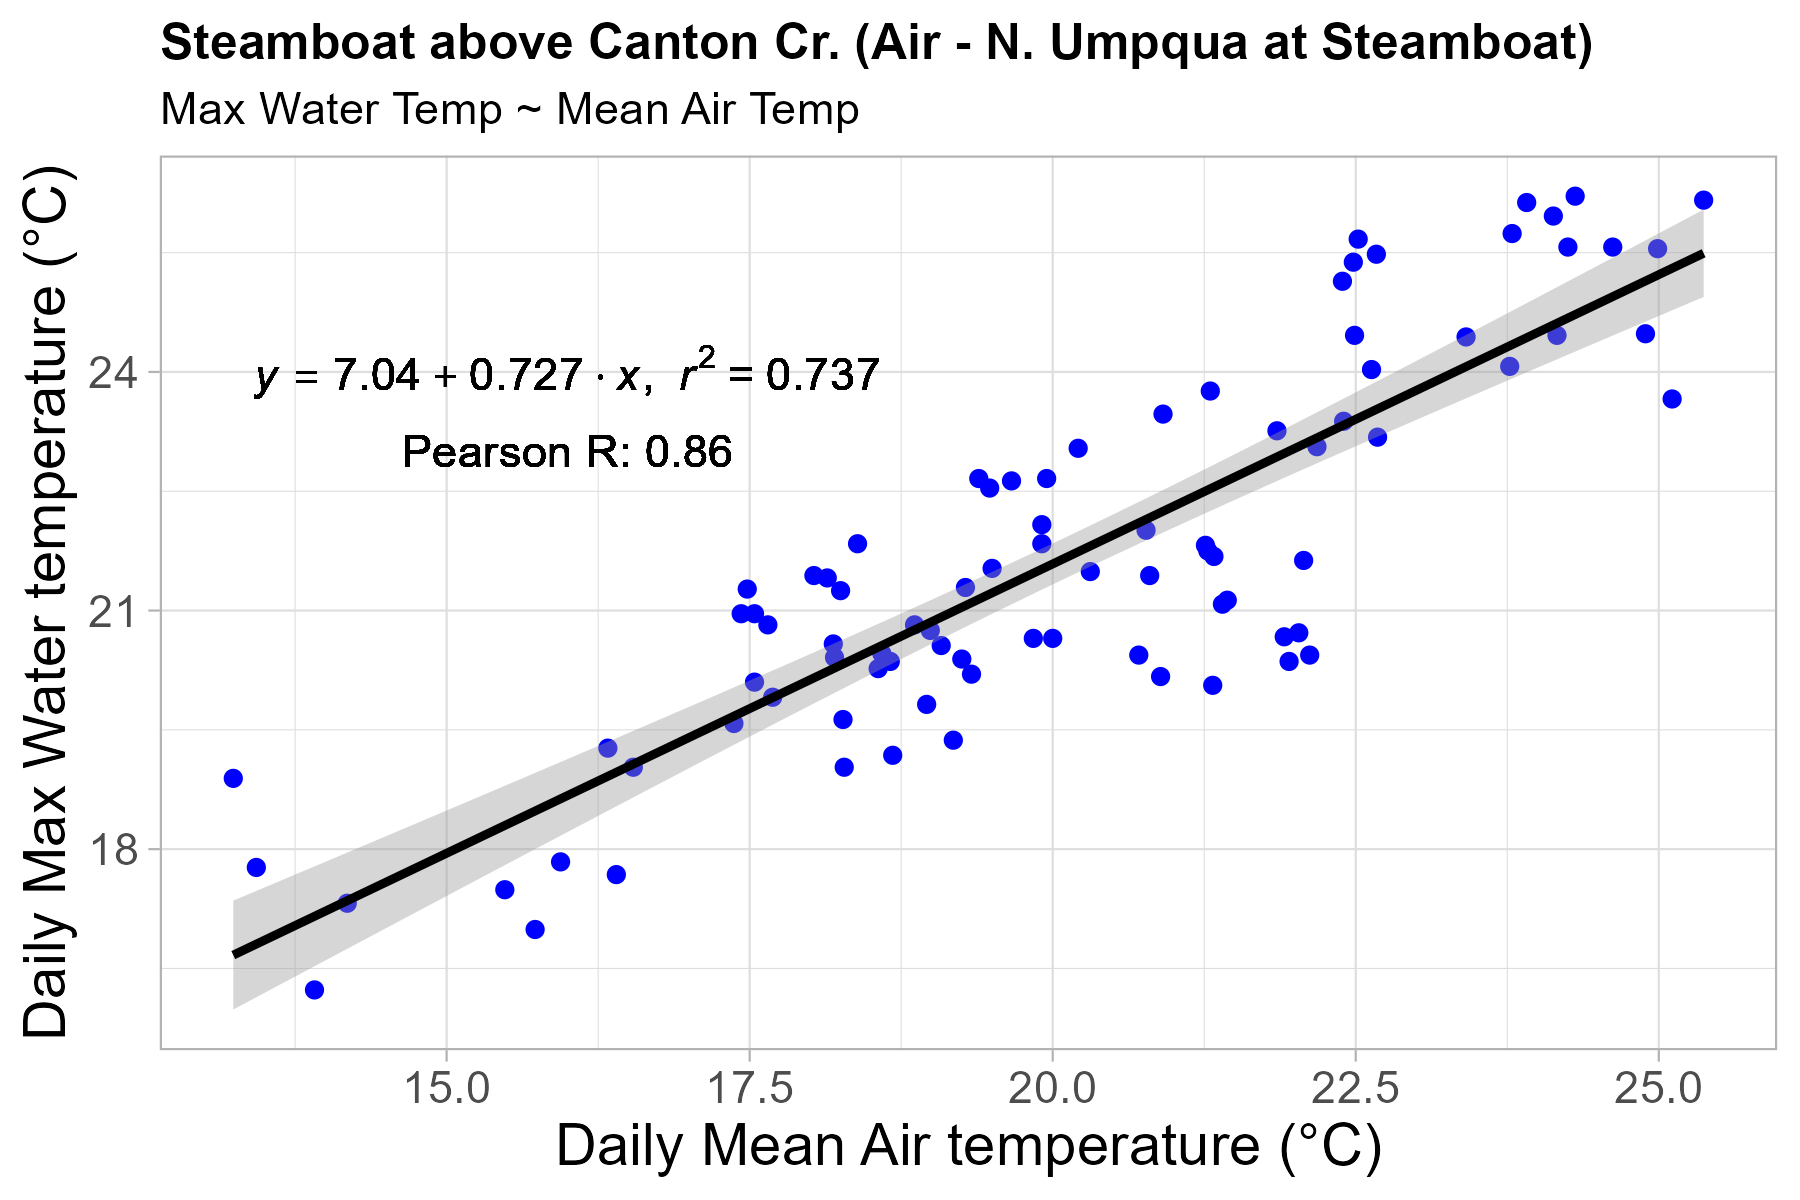 Steamboat above Canton Cr. (Air - N. Umpqua at Steamboat)
Max Water Temp ~ Mean Air Temp
Daily Max Water temperature (°C)
24
21
18
y = 7.04 + 0.727 · x,  r² = 0.737
Pearson R: 0.86
15.0 17.5 20.0 22.5 25.0
Daily Mean Air temperature (°C)